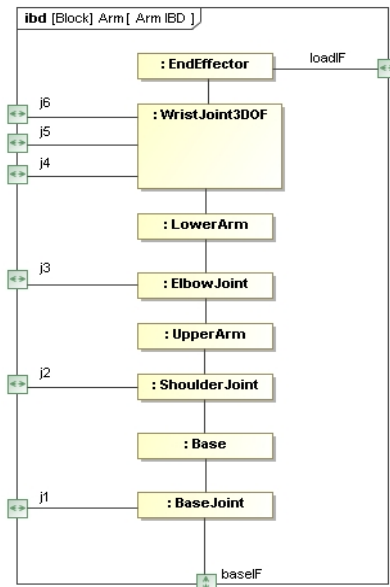 ibd [Block] Arm [ Arm IBD ]
: EndEffector
loadIF
j6
: WristJoint3DOF
j5
j4
: LowerArm
j3
: ElbowJoint
: UpperArm
j2
: ShoulderJoint
: Base
j1
: BaseJoint
baseIF